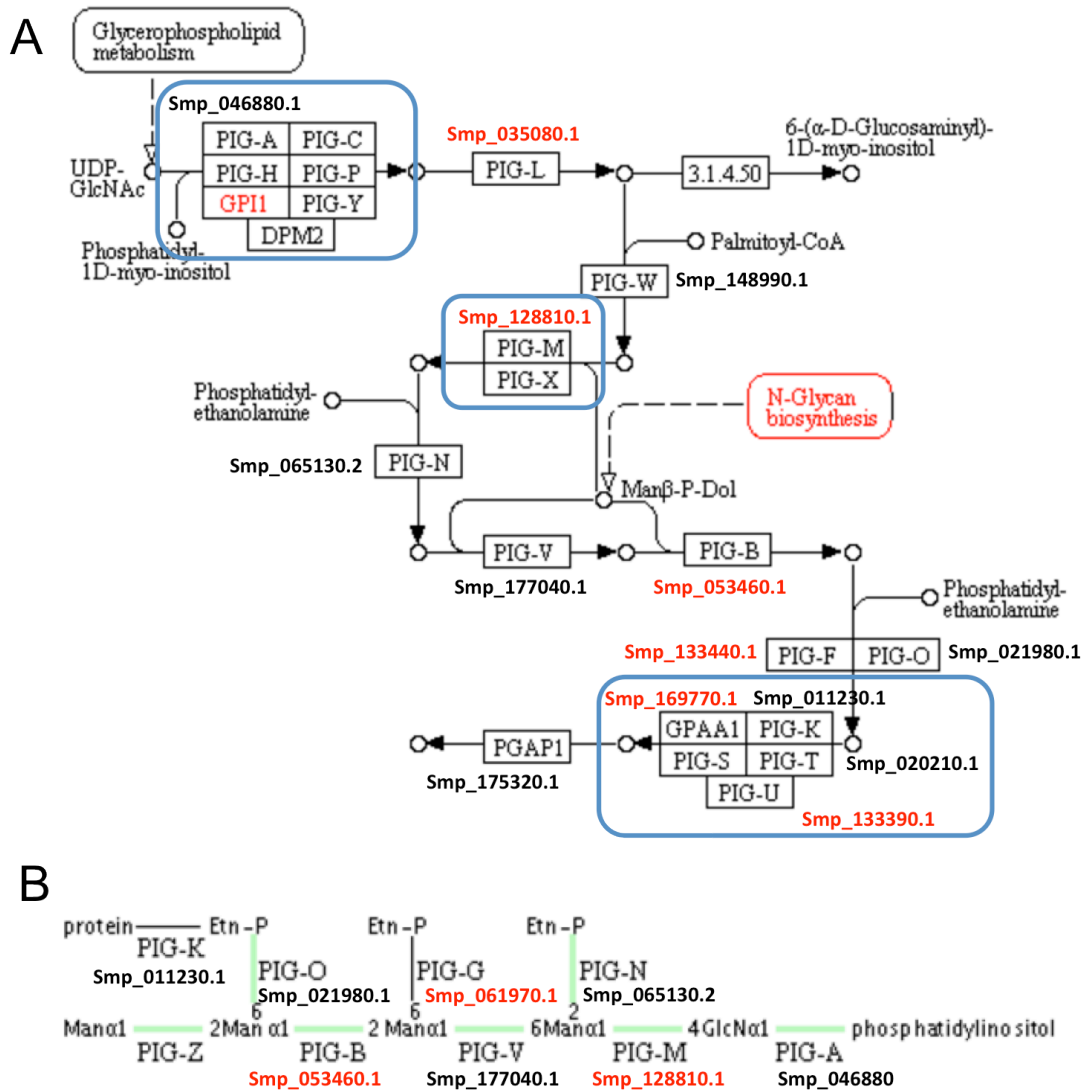 A
Glycerophospholipid
metabolism
Smp_046880.1
PIG-A PIG-C
PIG-H PIG-P
GPI1 PIG-Y
DPM2
UDP-
GlcNAc
Phosphatidyl-
1D-myo-inositol
Smp_035080.1
PIG-L
3.1.4.50
6-(α-D-Glucosaminyl)-
1D-myo-inositol
Palmitoyl-CoA
PIG-W Smp_148990.1
Smp_128810.1
PIG-M
PIG-X
Phosphatidyl-
ethanolamine
N-Glycan
biosynthesis
Smp_065130.2 PIG-N
Manβ-P-Dol
PIG-V
Smp_177040.1
PIG-B
Smp_053460.1
Phosphatidyl-
ethanolamine
Smp_133440.1 PIG-F PIG-O Smp_021980.1
Smp_169770.1 Smp_011230.1
GPAA1 PIG-K
PIG-S PIG-T Smp_020210.1
PIG-U
Smp_133390.1
PGAP1
Smp_175320.1
B
protein Etn-P Etn-P Etn-P
PIG-K
Smp_011230.1
PIG-O PIG-G PIG-N
Smp_021980.1 Smp_061970.1 Smp_065130.2
6 6 2
Manα1 2Manα1 2Manα1 6Manα1 4GlcNα1 phosphatidylinositol
PIG-Z PIG-B PIG-V PIG-M PIG-A
Smp_053460.1 Smp_177040.1 Smp_128810.1 Smp_046880